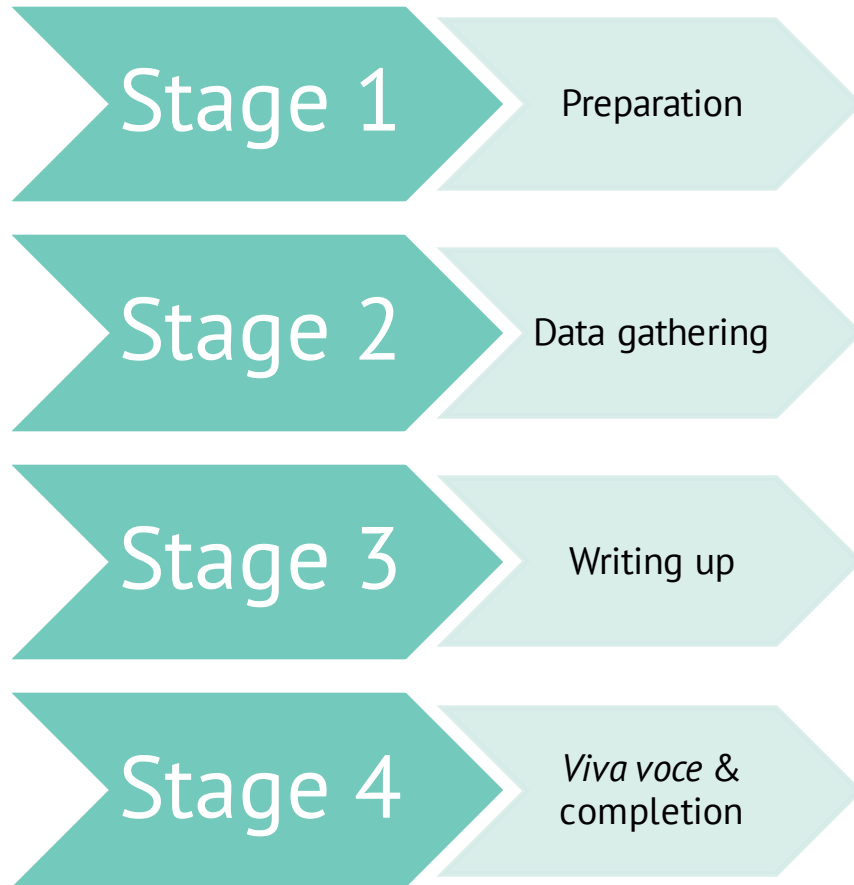 Stage 1
Preparation
Stage 2
Data gathering
Stage 3
Writing up
Stage 4
Viva voce &
completion